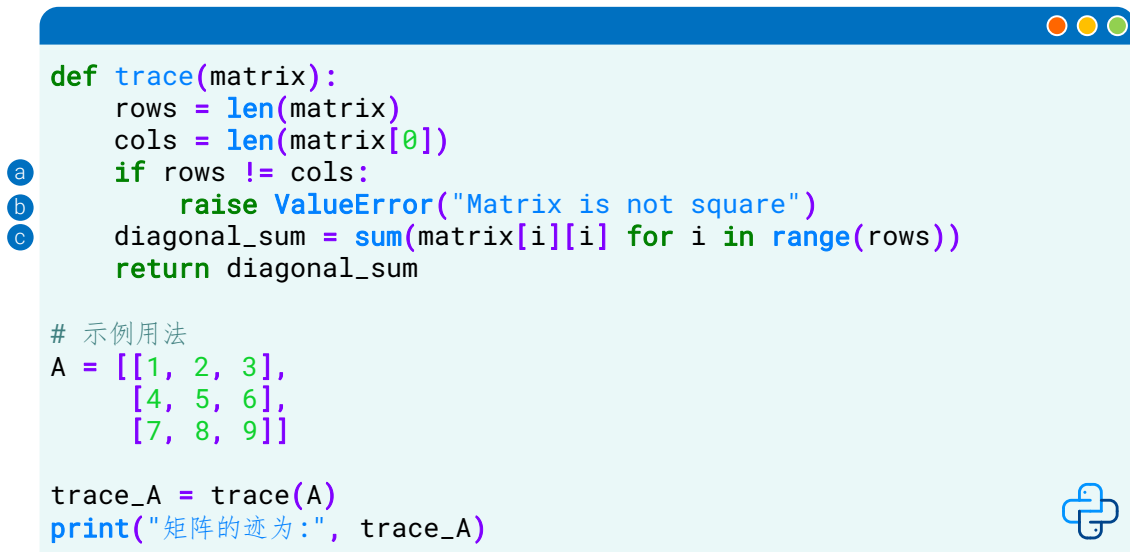 def trace(matrix):
    rows = len(matrix)
    cols = len(matrix[0])
a    if rows != cols:
b        raise ValueError("Matrix is not square")
c    diagonal_sum = sum(matrix[i][i] for i in range(rows))
    return diagonal_sum
# 示例用法
A = [[1, 2, 3],
     [4, 5, 6],
     [7, 8, 9]]
trace_A = trace(A)
print("矩阵的迹为:", trace_A)